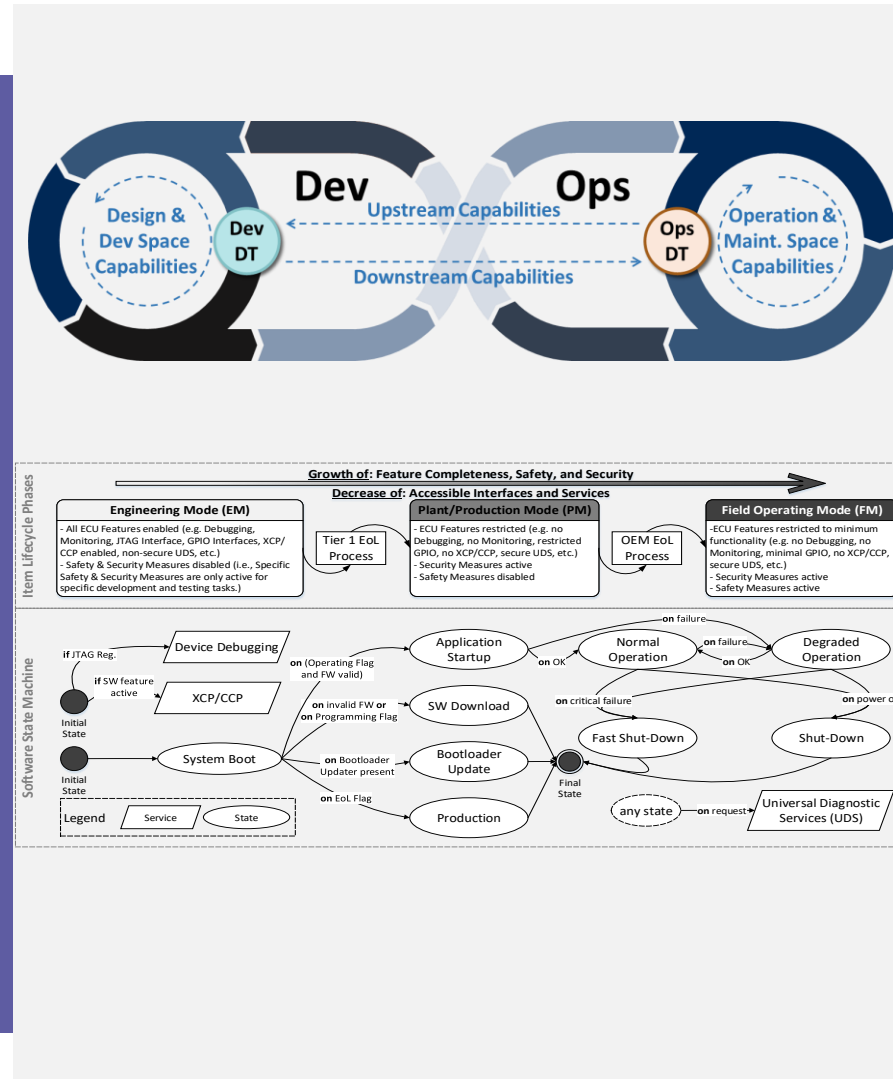 Dev
Ops
Design &
Dev Space
Capabilities
Dev
DT
Upstream Capabilities
Downstream Capabilities
Ops
DT
Operation &
Maint. Space
Capabilities
Item Lifecycle Phases
Growth of: Feature Completeness, Safety, and Security
Decrease of: Accessible Interfaces and Services
Engineering Mode (EM)
- All ECU Features enabled (e.g. Debugging,
Monitoring, JTAG Interface, GPIO Interfaces, XCP/
CCP enabled, non-secure UDS, etc.)
- Safety & Security Measures disabled (i.e., Specific
Safety & Security Measures are only active for
specific development and testing tasks.)
Tier 1 EoL
Process
Plant/Production Mode (PM)
- ECU Features restricted (e.g. no
Debugging, no Monitoring, restricted
GPIO, no XCP/CCP, secure UDS, etc.)
- Security Measures active
- Safety Measures disabled
OEM EoL
Process
Field Operating Mode (FM)
-ECU Features restricted to minimum
functionality (e.g. no Debugging, no
Monitoring, minimal GPIO, no XCP/CCP,
secure UDS, etc.)
- Security Measures active
- Safety Measures active
Software State Machine
if JTAG Reg.
Device Debugging
if SW feature
active
XCP/CCP
Initial
State
Initial
State
System Boot
on (Operating Flag
and FW valid)
on invalid FW or
on Programming Flag
on Bootloader
Updater present
on EoL Flag
Application
Startup
SW Download
Bootloader
Update
Production
on failure
on OK
Normal
Operation
on failure
on OK
Degraded
Operation
on critical failure
on power o
Fast Shut-Down
Shut-Down
Final
State
any state
on request
Universal Diagnostic
Services (UDS)
Legend
Service
State